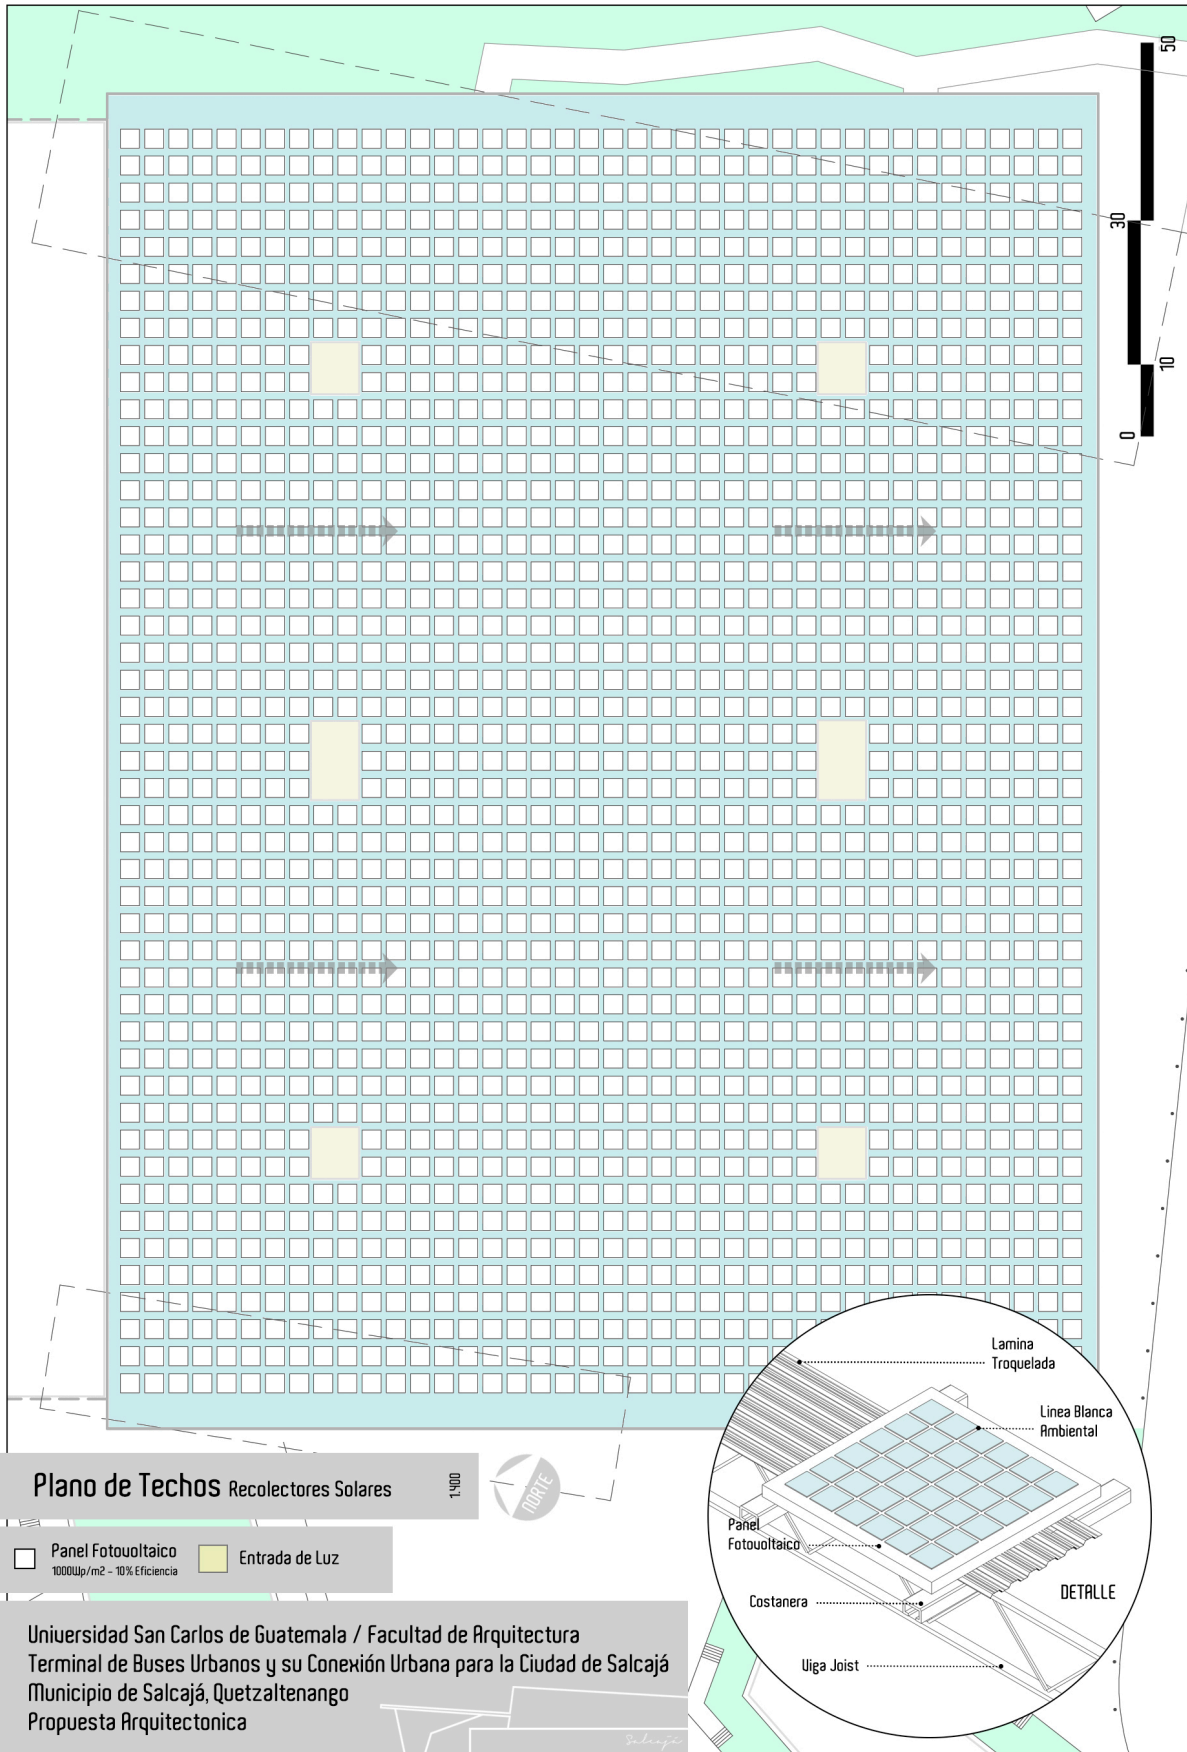 50
30
10
0
Lamina
Troquelada
Linea Blanca
Ambiental
Panel
Fotovoltaico
Costanera
DETALLE
Viga Joist
Plano de Techos Recolectores Solares
1:400
NORTE
Panel Fotovoltaico
1000Wp/m2 - 10% Eficiencia
Entrada de Luz
Universidad San Carlos de Guatemala / Facultad de Arquitectura
Terminal de Buses Urbanos y su Conexión Urbana para la Ciudad de Salcajá
Municipio de Salcajá, Quetzaltenango
Propuesta Arquitectonica
Salcajá